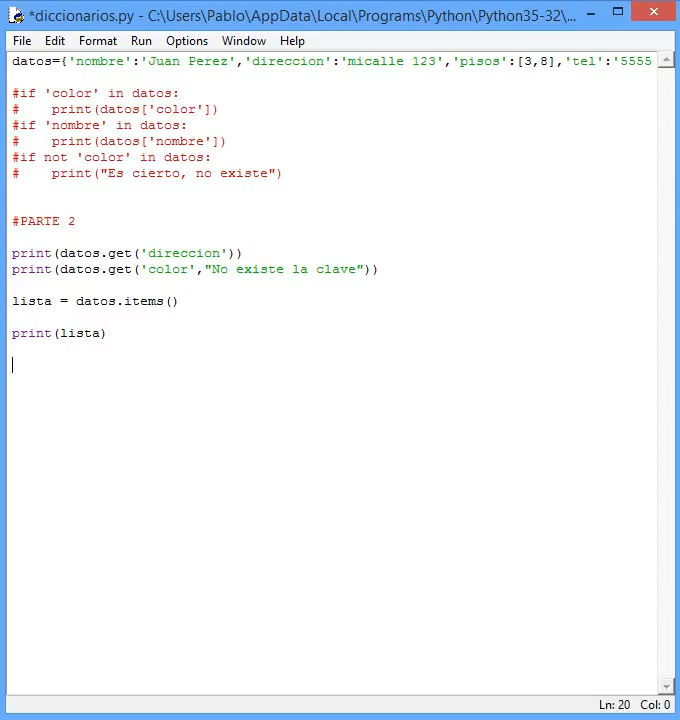 *diccionarios.py - C:\Users\Pablo\AppData\Local\Programs\Python\Python35-32\...
File Edit Format Run Options Window Help
datos={'nombre':'Juan Perez','direccion':'micalle 123','pisos':[3,8],'tel':'5555
#if 'color' in datos:
#    print(datos['color'])
#if 'nombre' in datos:
#    print(datos['nombre'])
#if not 'color' in datos:
#    print("Es cierto, no existe")
#PARTE 2
print(datos.get('direccion'))
print(datos.get('color',"No existe la clave"))
lista = datos.items()
print(lista)
Ln: 20 Col: 0